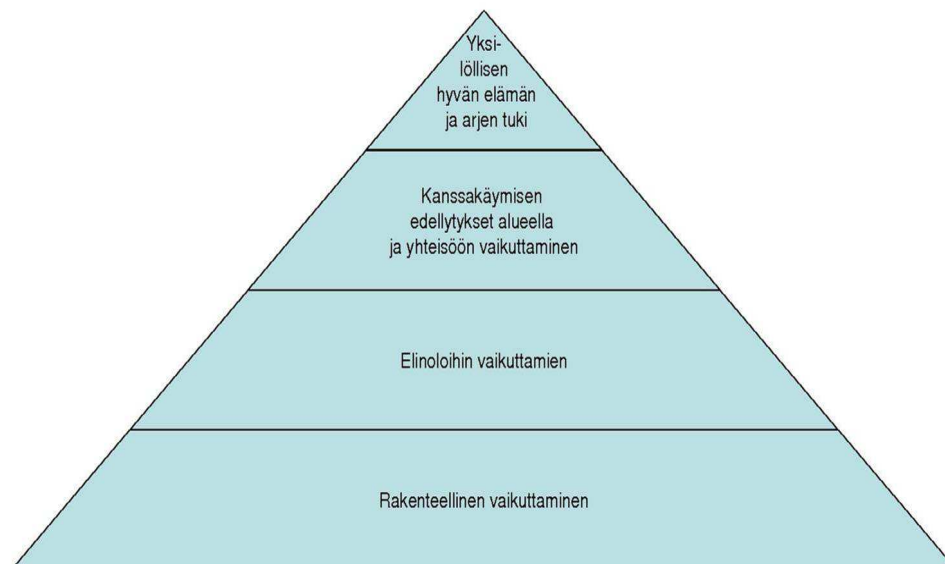 Yksi-
löllisen
hyvän elämän
ja arjen tuki
Kanssakäymisen
edellytykset alueella
ja yhteisöön vaikuttaminen
Elinoloihin vaikuttamien
Rakenteellinen vaikuttaminen